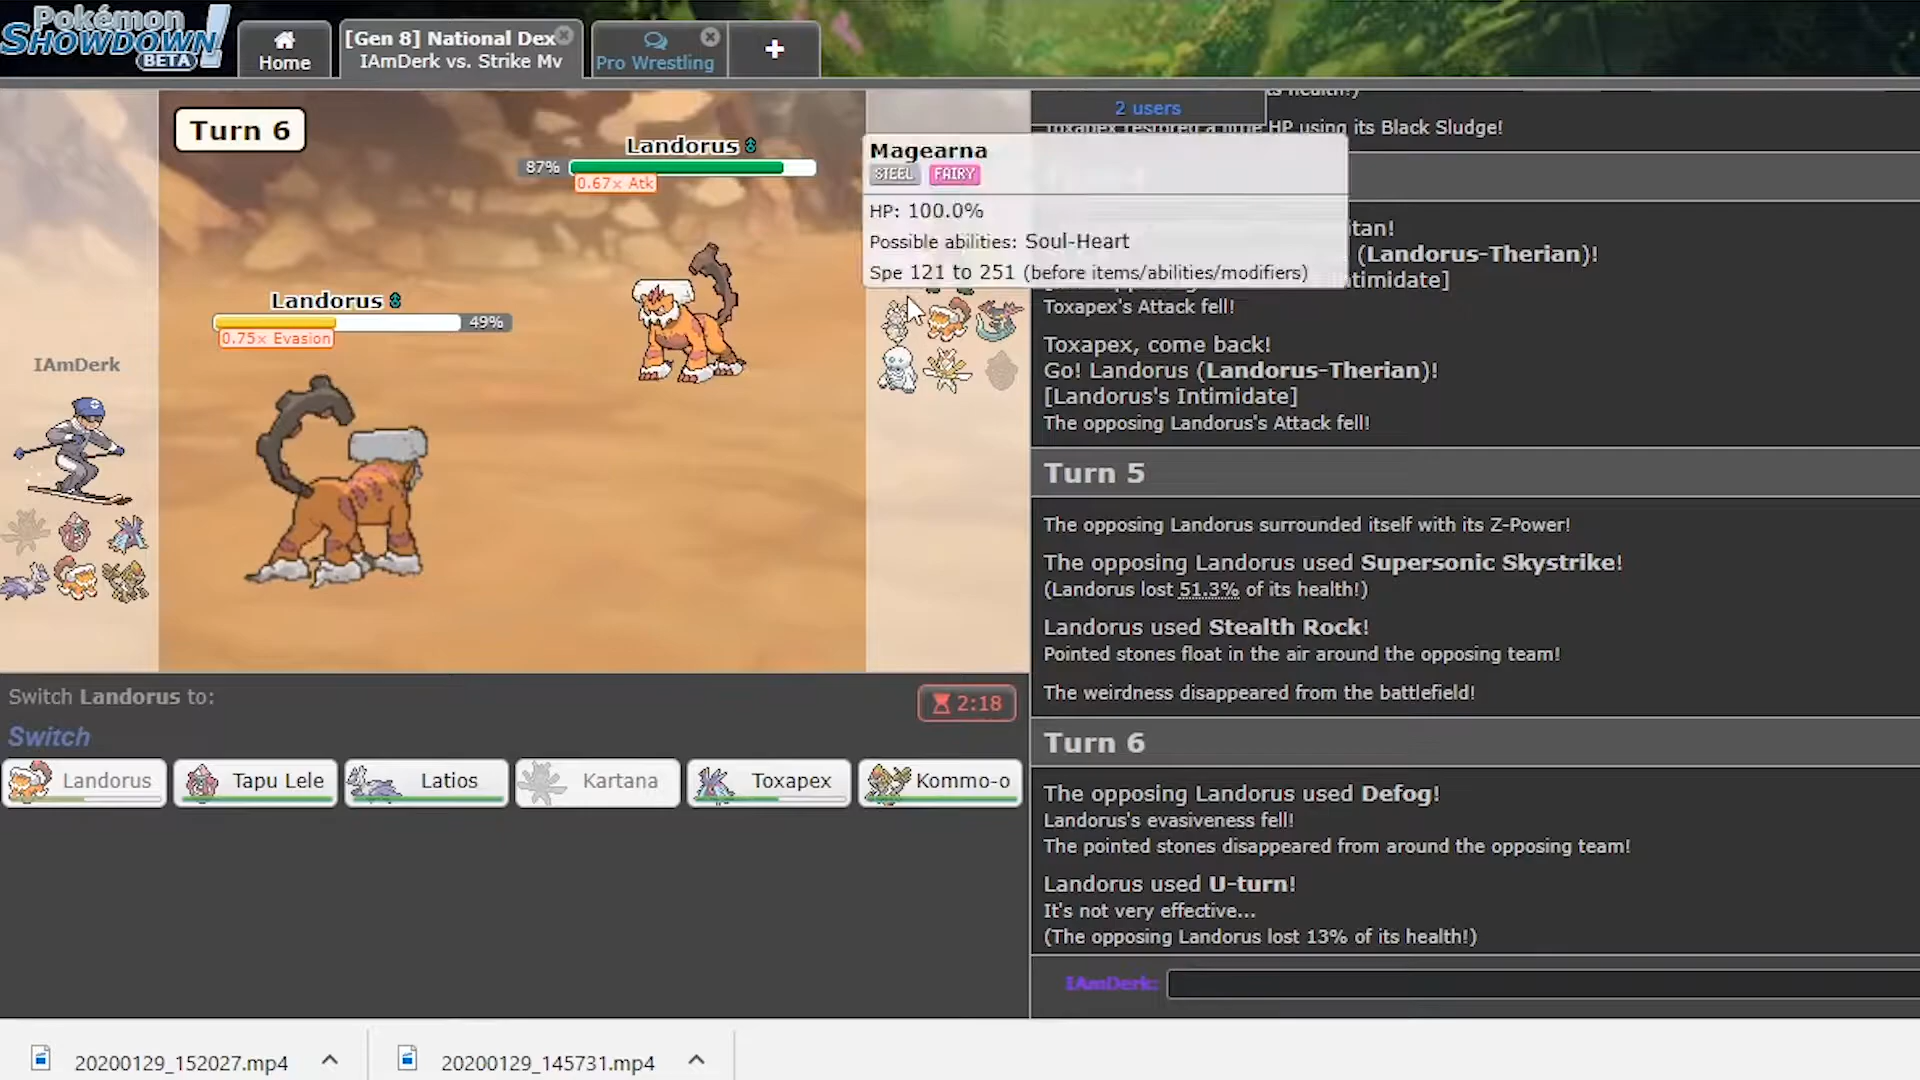 Pokémon
SHOWDOWN!
BETA
Home
[Gen 8] National Dex
IAmDerk vs. Strike Mv
Pro Wrestling
+
Turn 6
Landorus
87%
0.67× Atk
Landorus
49%
0.75× Evasion
IAmDerk
Magearna
STEEL FAIRY
HP: 100.0%
Possible abilities: Soul-Heart
Spe 121 to 251 (before items/abilities/modifiers)
2 users
ts health!)
Toxapex restored a little HP using its Black Sludge!
tan!
(Landorus-Therian)!
Intimidate]
Toxapex's Attack fell!
Toxapex, come back!
Go! Landorus (Landorus-Therian)!
[Landorus's Intimidate]
The opposing Landorus's Attack fell!
Turn 5
The opposing Landorus surrounded itself with its Z-Power!
The opposing Landorus used Supersonic Skystrike!
(Landorus lost 51.3% of its health!)
Landorus used Stealth Rock!
Pointed stones float in the air around the opposing team!
The weirdness disappeared from the battlefield!
Turn 6
The opposing Landorus used Defog!
Landorus's evasiveness fell!
The pointed stones disappeared from around the opposing team!
Landorus used U-turn!
It's not very effective...
(The opposing Landorus lost 13% of its health!)
IAmDerk:
Switch Landorus to:
2:18
Switch
Landorus
Tapu Lele
Latios
Kartana
Toxapex
Kommo-o
20200129_152027.mp4
20200129_145731.mp4